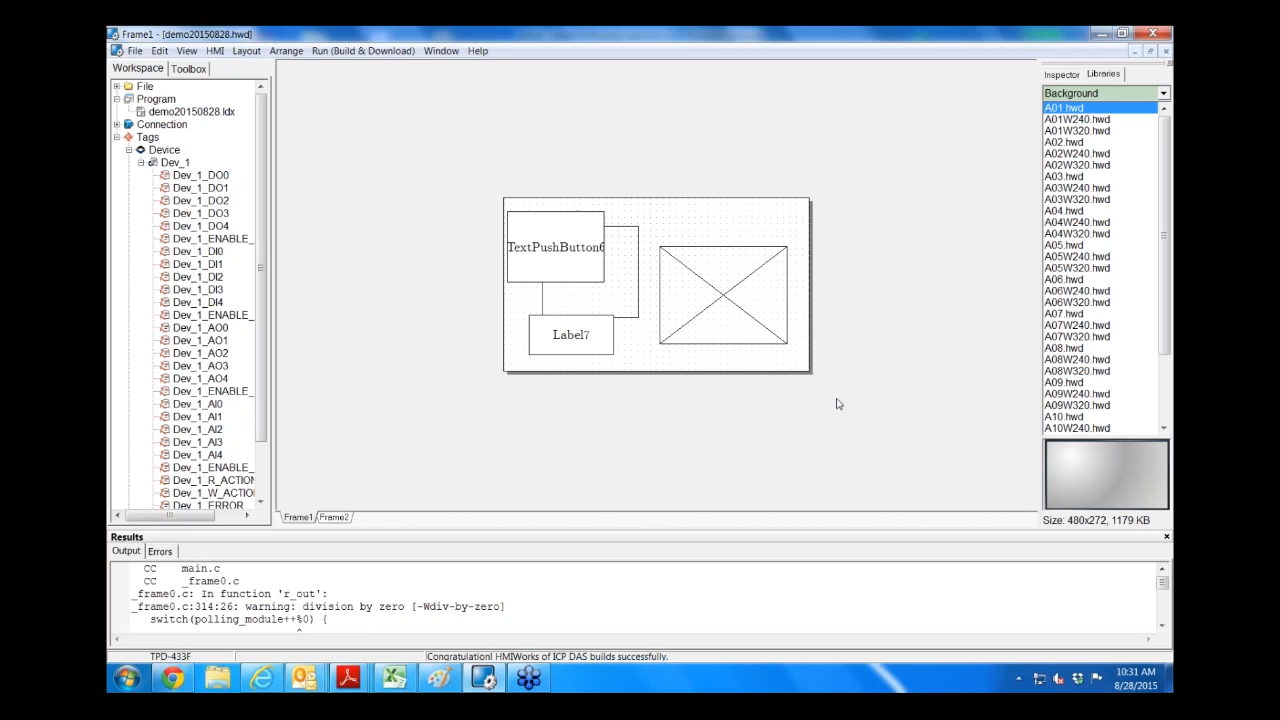 Frame1 - [demo20150828.hwd]
File Edit View HMI Layout Arrange Run (Build & Download) Window Help
Workspace Toolbox
File
Program
demo20150828.ldx
Connection
Tags
Device
Dev_1
Dev_1_DO0
Dev_1_DO1
Dev_1_DO2
Dev_1_DO3
Dev_1_DO4
Dev_1_ENABLE_
Dev_1_DI0
Dev_1_DI1
Dev_1_DI2
Dev_1_DI3
Dev_1_DI4
Dev_1_ENABLE_
Dev_1_AO0
Dev_1_AO1
Dev_1_AO2
Dev_1_AO3
Dev_1_AO4
Dev_1_ENABLE_
Dev_1_AI0
Dev_1_AI1
Dev_1_AI2
Dev_1_AI3
Dev_1_AI4
Dev_1_ENABLE_
Dev_1_R_ACTION
Dev_1_W_ACTIO
Dev_1_ERROR
TextPushButton6
Label7
Frame1 Frame2
Inspector Libraries
Background
A01.hwd
A01W240.hwd
A01W320.hwd
A02.hwd
A02W240.hwd
A02W320.hwd
A03.hwd
A03W240.hwd
A03W320.hwd
A04.hwd
A04W240.hwd
A04W320.hwd
A05.hwd
A05W240.hwd
A05W320.hwd
A06.hwd
A06W240.hwd
A06W320.hwd
A07.hwd
A07W240.hwd
A07W320.hwd
A08.hwd
A08W240.hwd
A08W320.hwd
A09.hwd
A09W240.hwd
A09W320.hwd
A10.hwd
A10W240.hwd
Size: 480x272, 1179 KB
Results
Output Errors
CC main.c
CC _frame0.c
_frame0.c: In function 'r_out':
_frame0.c:314:26: warning: division by zero [-Wdiv-by-zero]
switch(polling_module++%0) {
^
TPD-433F
Congratulation! HMIWorks of ICP DAS builds successfully.
10:31 AM
8/28/2015